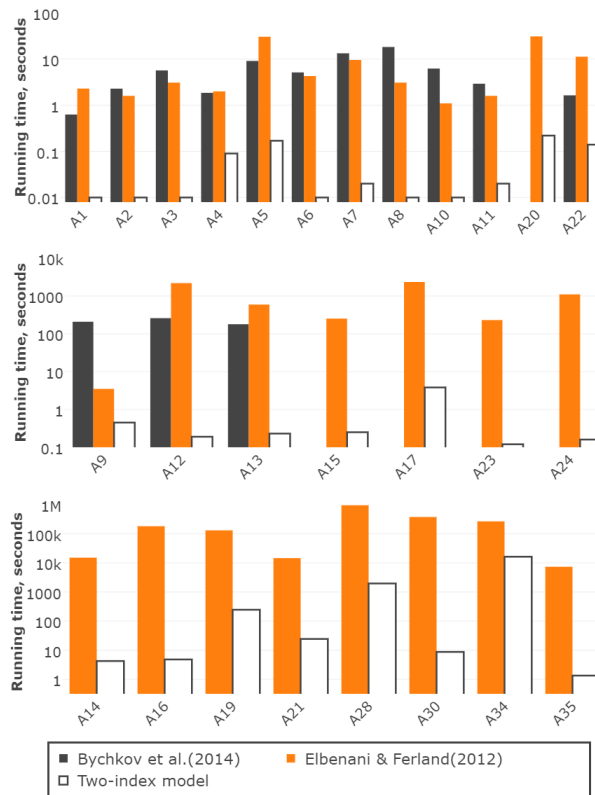 Running time, seconds
100
10
1
0.1
0.01
A1 A2 A3 A4 A5 A6 A7 A8 A10 A11 A20 A22
Running time, seconds
10k
1000
100
10
1
0.1
A9 A12 A13 A15 A17 A23 A24
Running time, seconds
1M
100k
10k
1000
100
10
1
A14 A16 A19 A21 A28 A30 A34 A35
Bychkov et al.(2014) Elbenani & Ferland(2012)
Two-index model